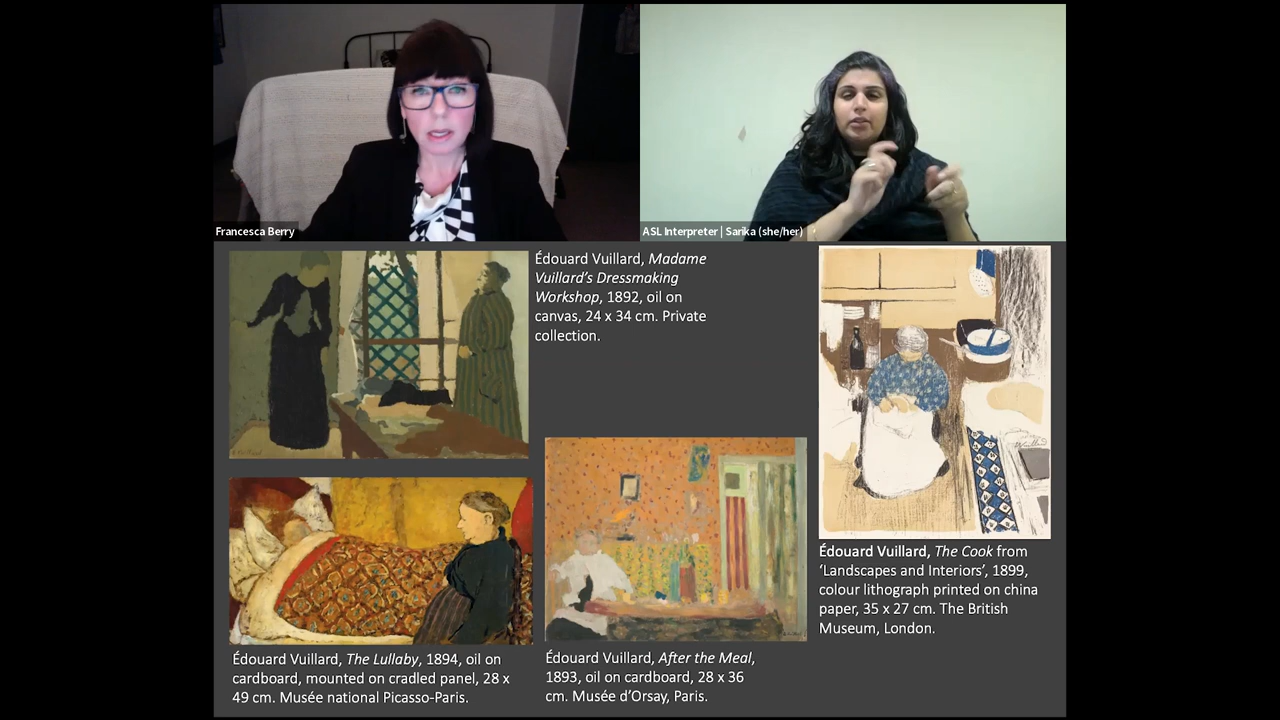 Francesca Berry
ASL Interpreter | Sarika (she/her)
Édouard Vuillard, Madame
Vuillard's Dressmaking
Workshop, 1892, oil on
canvas, 24 x 34 cm. Private
collection.
Édouard Vuillard, The Cook from
'Landscapes and Interiors', 1899,
colour lithograph printed on china
paper, 35 x 27 cm. The British
Museum, London.
Édouard Vuillard, The Lullaby, 1894, oil on
cardboard, mounted on cradled panel, 28 x
49 cm. Musée national Picasso-Paris.
Édouard Vuillard, After the Meal,
1893, oil on cardboard, 28 x 36
cm. Musée d'Orsay, Paris.